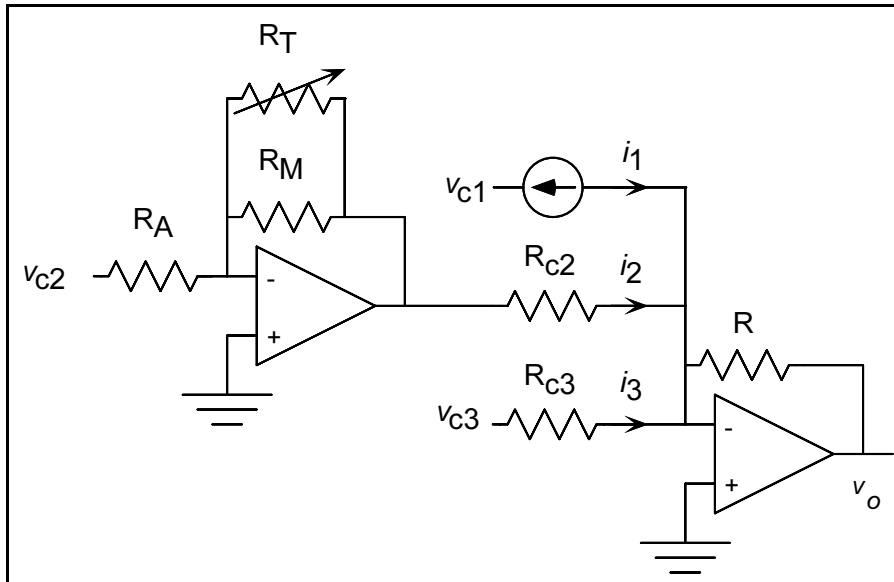 RT
RM
RA
vc2
-
+
vc1
i1
Rc2
i2
Rc3
i3
vc3
R
-
+
vo